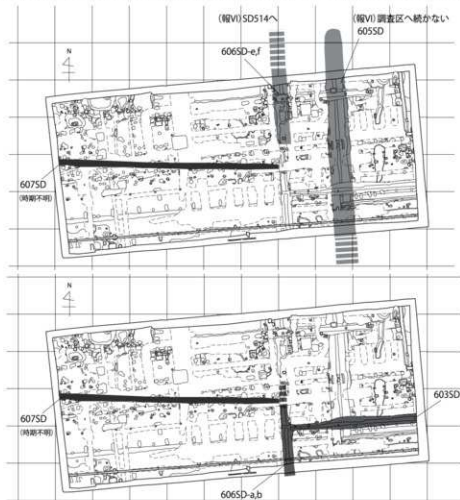 (報VI)SD514へ
(報VI)調査区へ続かない
606SD-e,f
605SD
N
607SD
(時期不明)
N
603SD
607SD
(時期不明)
606SD-a,b